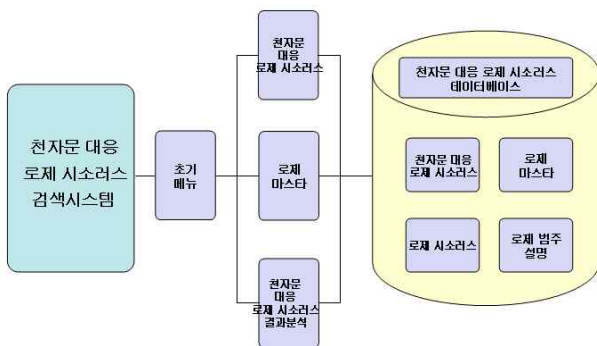 천자문 대응
로제 시소러스
검색시스템
초기
메뉴
천자문
대응
로제 시소러스
로제
마스타
천자문
대응
로제 시소러스
결과분석
천자문 대응 로제 시소러스
데이터베이스
천자문 대응
로제 시소러스
로제
마스타
로제 시소러스
로제 범주
설명